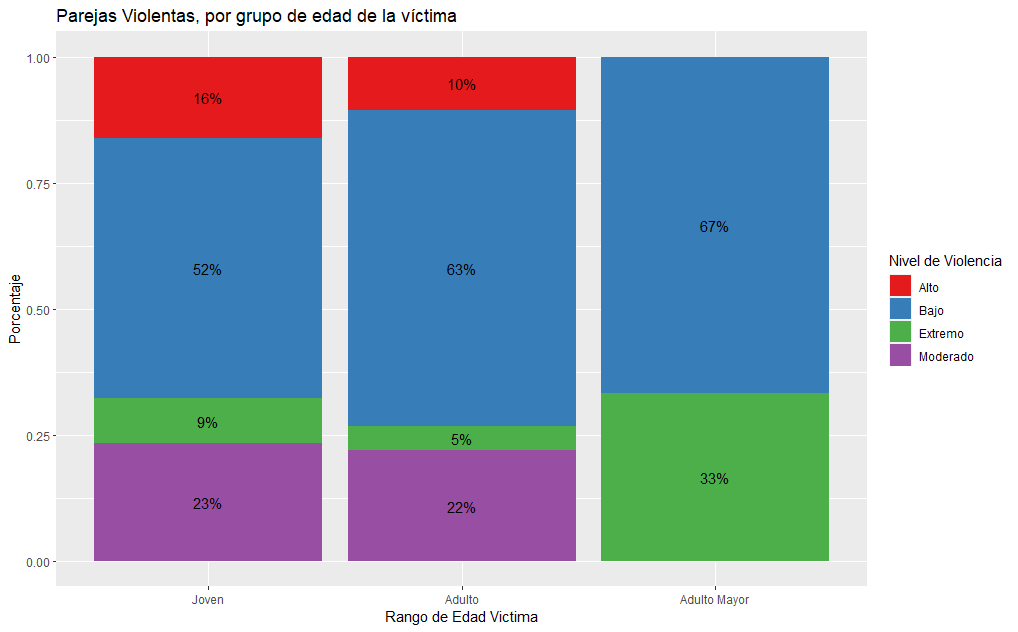 Parejas Violentas, por grupo de edad de la víctima
Porcentaje
1.00
0.75
0.50
0.25
0.00
16%
52%
9%
23%
10%
63%
5%
22%
67%
33%
Joven
Adulto
Adulto Mayor
Rango de Edad Victima
Nivel de Violencia
Alto
Bajo
Extremo
Moderado